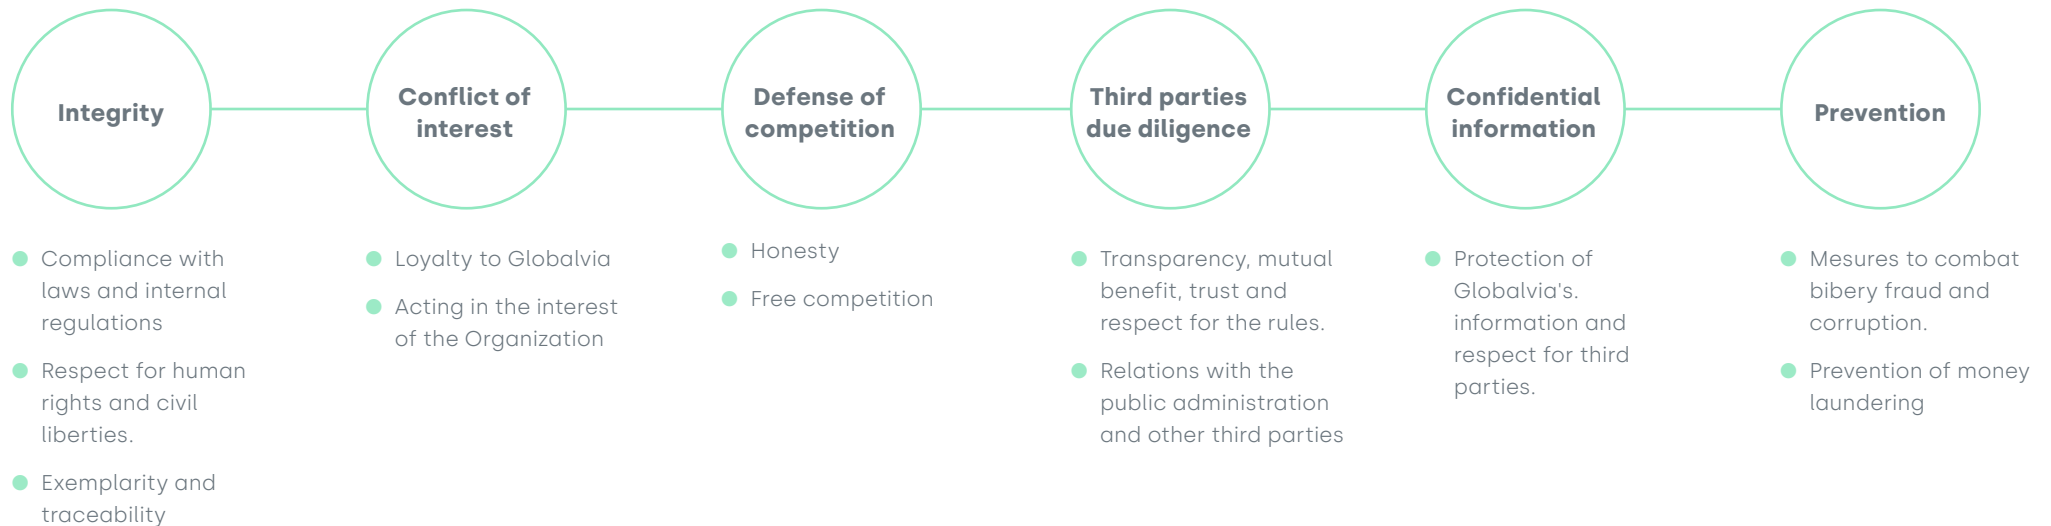 Integrity
Compliance with
laws and internal
regulations
Respect for human
rights and civil
liberties.
Exemplarity and
traceability
Conflict of
interest
Loyalty to Globalvia
Acting in the interest
of the Organization
Defense of
competition
Honesty
Free competition
Third parties
due diligence
Transparency, mutual
benefit, trust and
respect for the rules.
Relations with the
public administration
and other third parties
Confidential
information
Protection of
Globalvia's.
information and
respect for third
parties.
Prevention
Mesures to combat
bibery fraud and
corruption.
Prevention of money
laundering